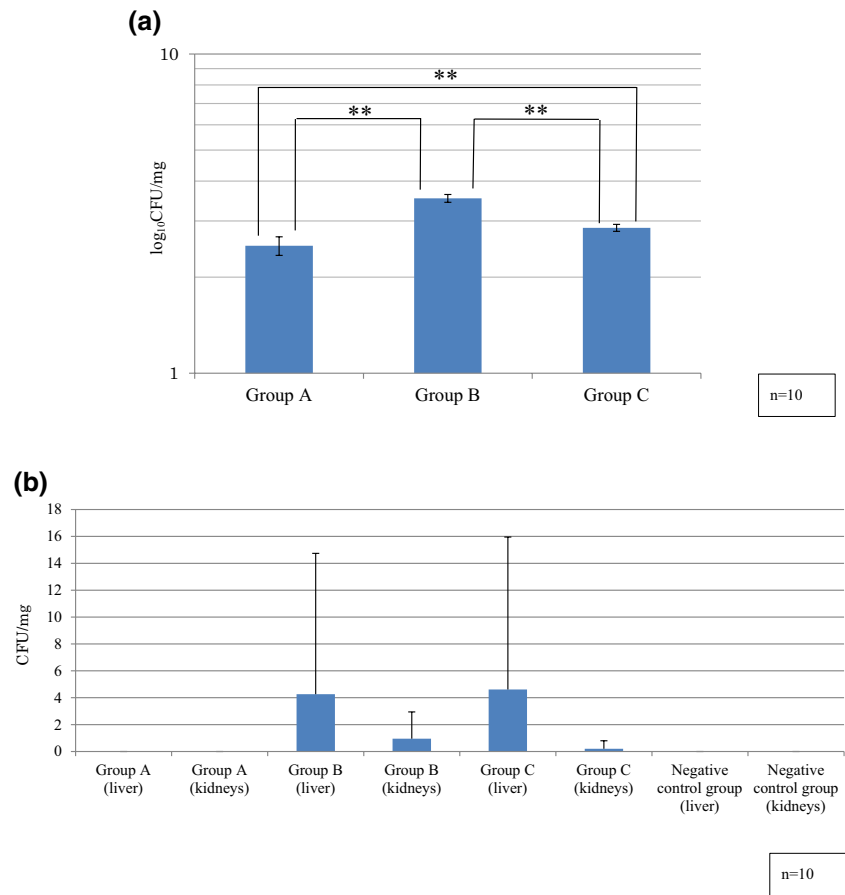 (a)
10
**
**
**
log₁₀CFU/mg
1
Group A
Group B
Group C
n=10
(b)
18
16
14
12
10
8
6
4
2
0
CFU/mg
Group A
(liver)
Group A
(kidneys)
Group B
(liver)
Group B
(kidneys)
Group C
(liver)
Group C
(kidneys)
Negative
control group
(liver)
Negative
control group
(kidneys)
n=10